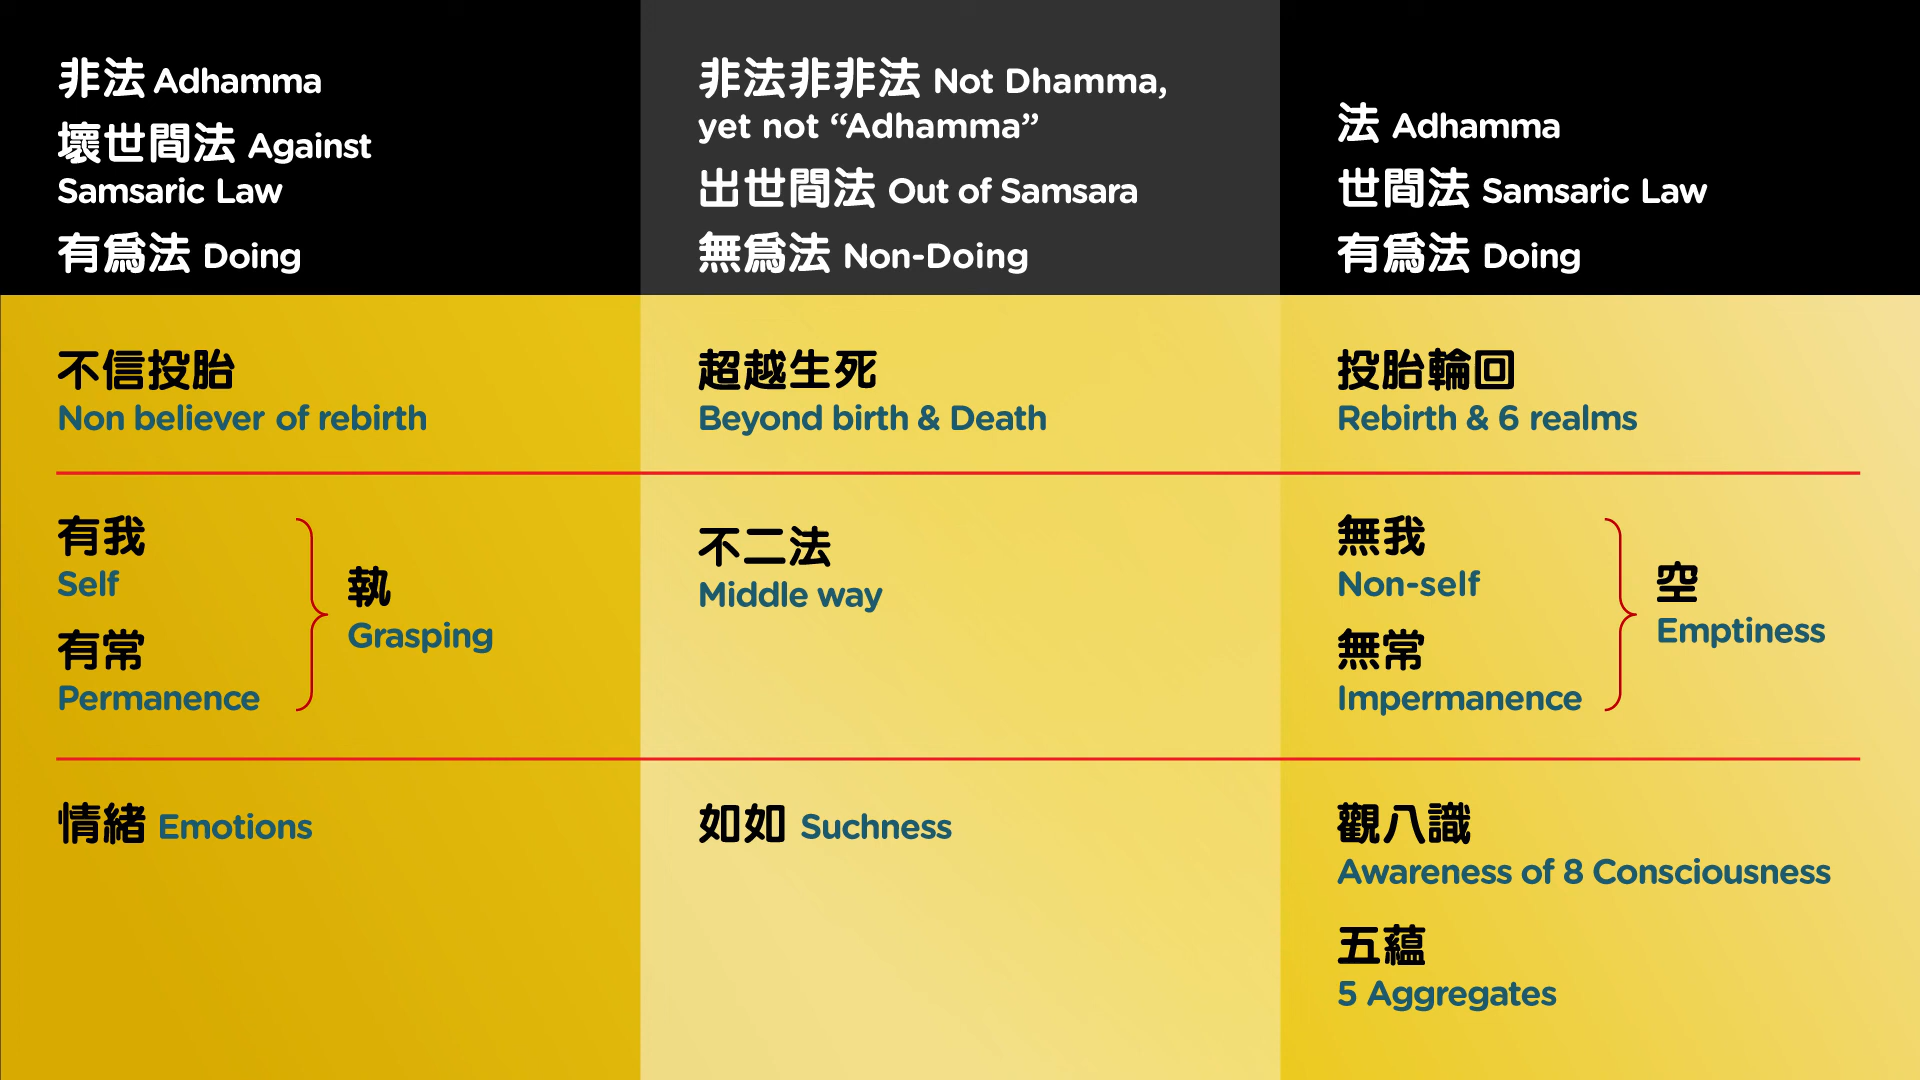 非法 Adhamma
壞世間法 Against
Samsaric Law
有為法 Doing
非法非非法 Not Dhamma,
yet not “Adhamma”
出世間法 Out of Samsara
無為法 Non-Doing
法 Adhamma
世間法 Samsaric Law
有為法 Doing
不信投胎
Non believer of rebirth
超越生死
Beyond birth & Death
投胎輪回
Rebirth & 6 realms
有我
Self
有常
Permanence
執
Grasping
不二法
Middle way
無我
Non-self
無常
Impermanence
空
Emptiness
情緒 Emotions
如如 Suchness
觀八識
Awareness of 8 Consciousness
五蘊
5 Aggregates